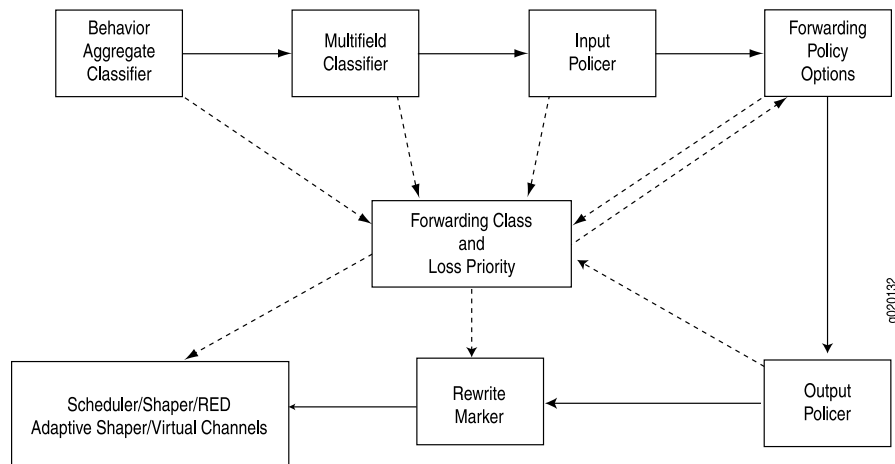 Behavior
Aggregate
Classifier
Multifield
Classifier
Input
Policer
Forwarding
Policy
Options
Forwarding Class
and
Loss Priority
g020132
Scheduler/Shaper/RED
Adaptive Shaper/Virtual Channels
Rewrite
Marker
Output
Policer